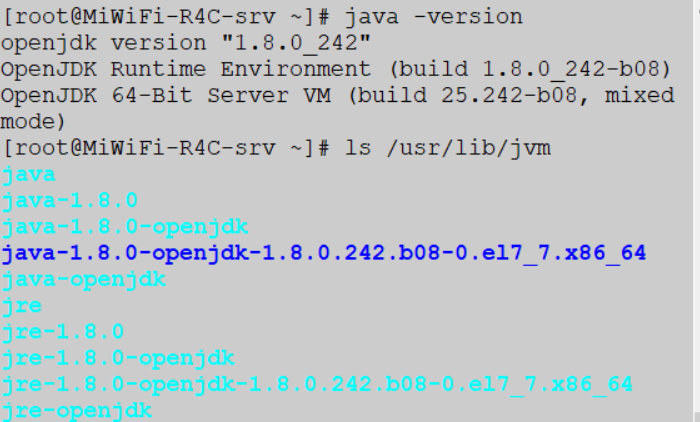 [root@MiWiFi-R4C-srv ~]# java -version
openjdk version "1.8.0_242"
OpenJDK Runtime Environment (build 1.8.0_242-b08)
OpenJDK 64-Bit Server VM (build 25.242-b08, mixed
mode)
[root@MiWiFi-R4C-srv ~]# ls /usr/lib/jvm
java
java-1.8.0
java-1.8.0-openjdk
java-1.8.0-openjdk-1.8.0.242.b08-0.el7_7.x86_64
java-openjdk
jre
jre-1.8.0
jre-1.8.0-openjdk
jre-1.8.0-openjdk-1.8.0.242.b08-0.el7_7.x86_64
jre-openjdk